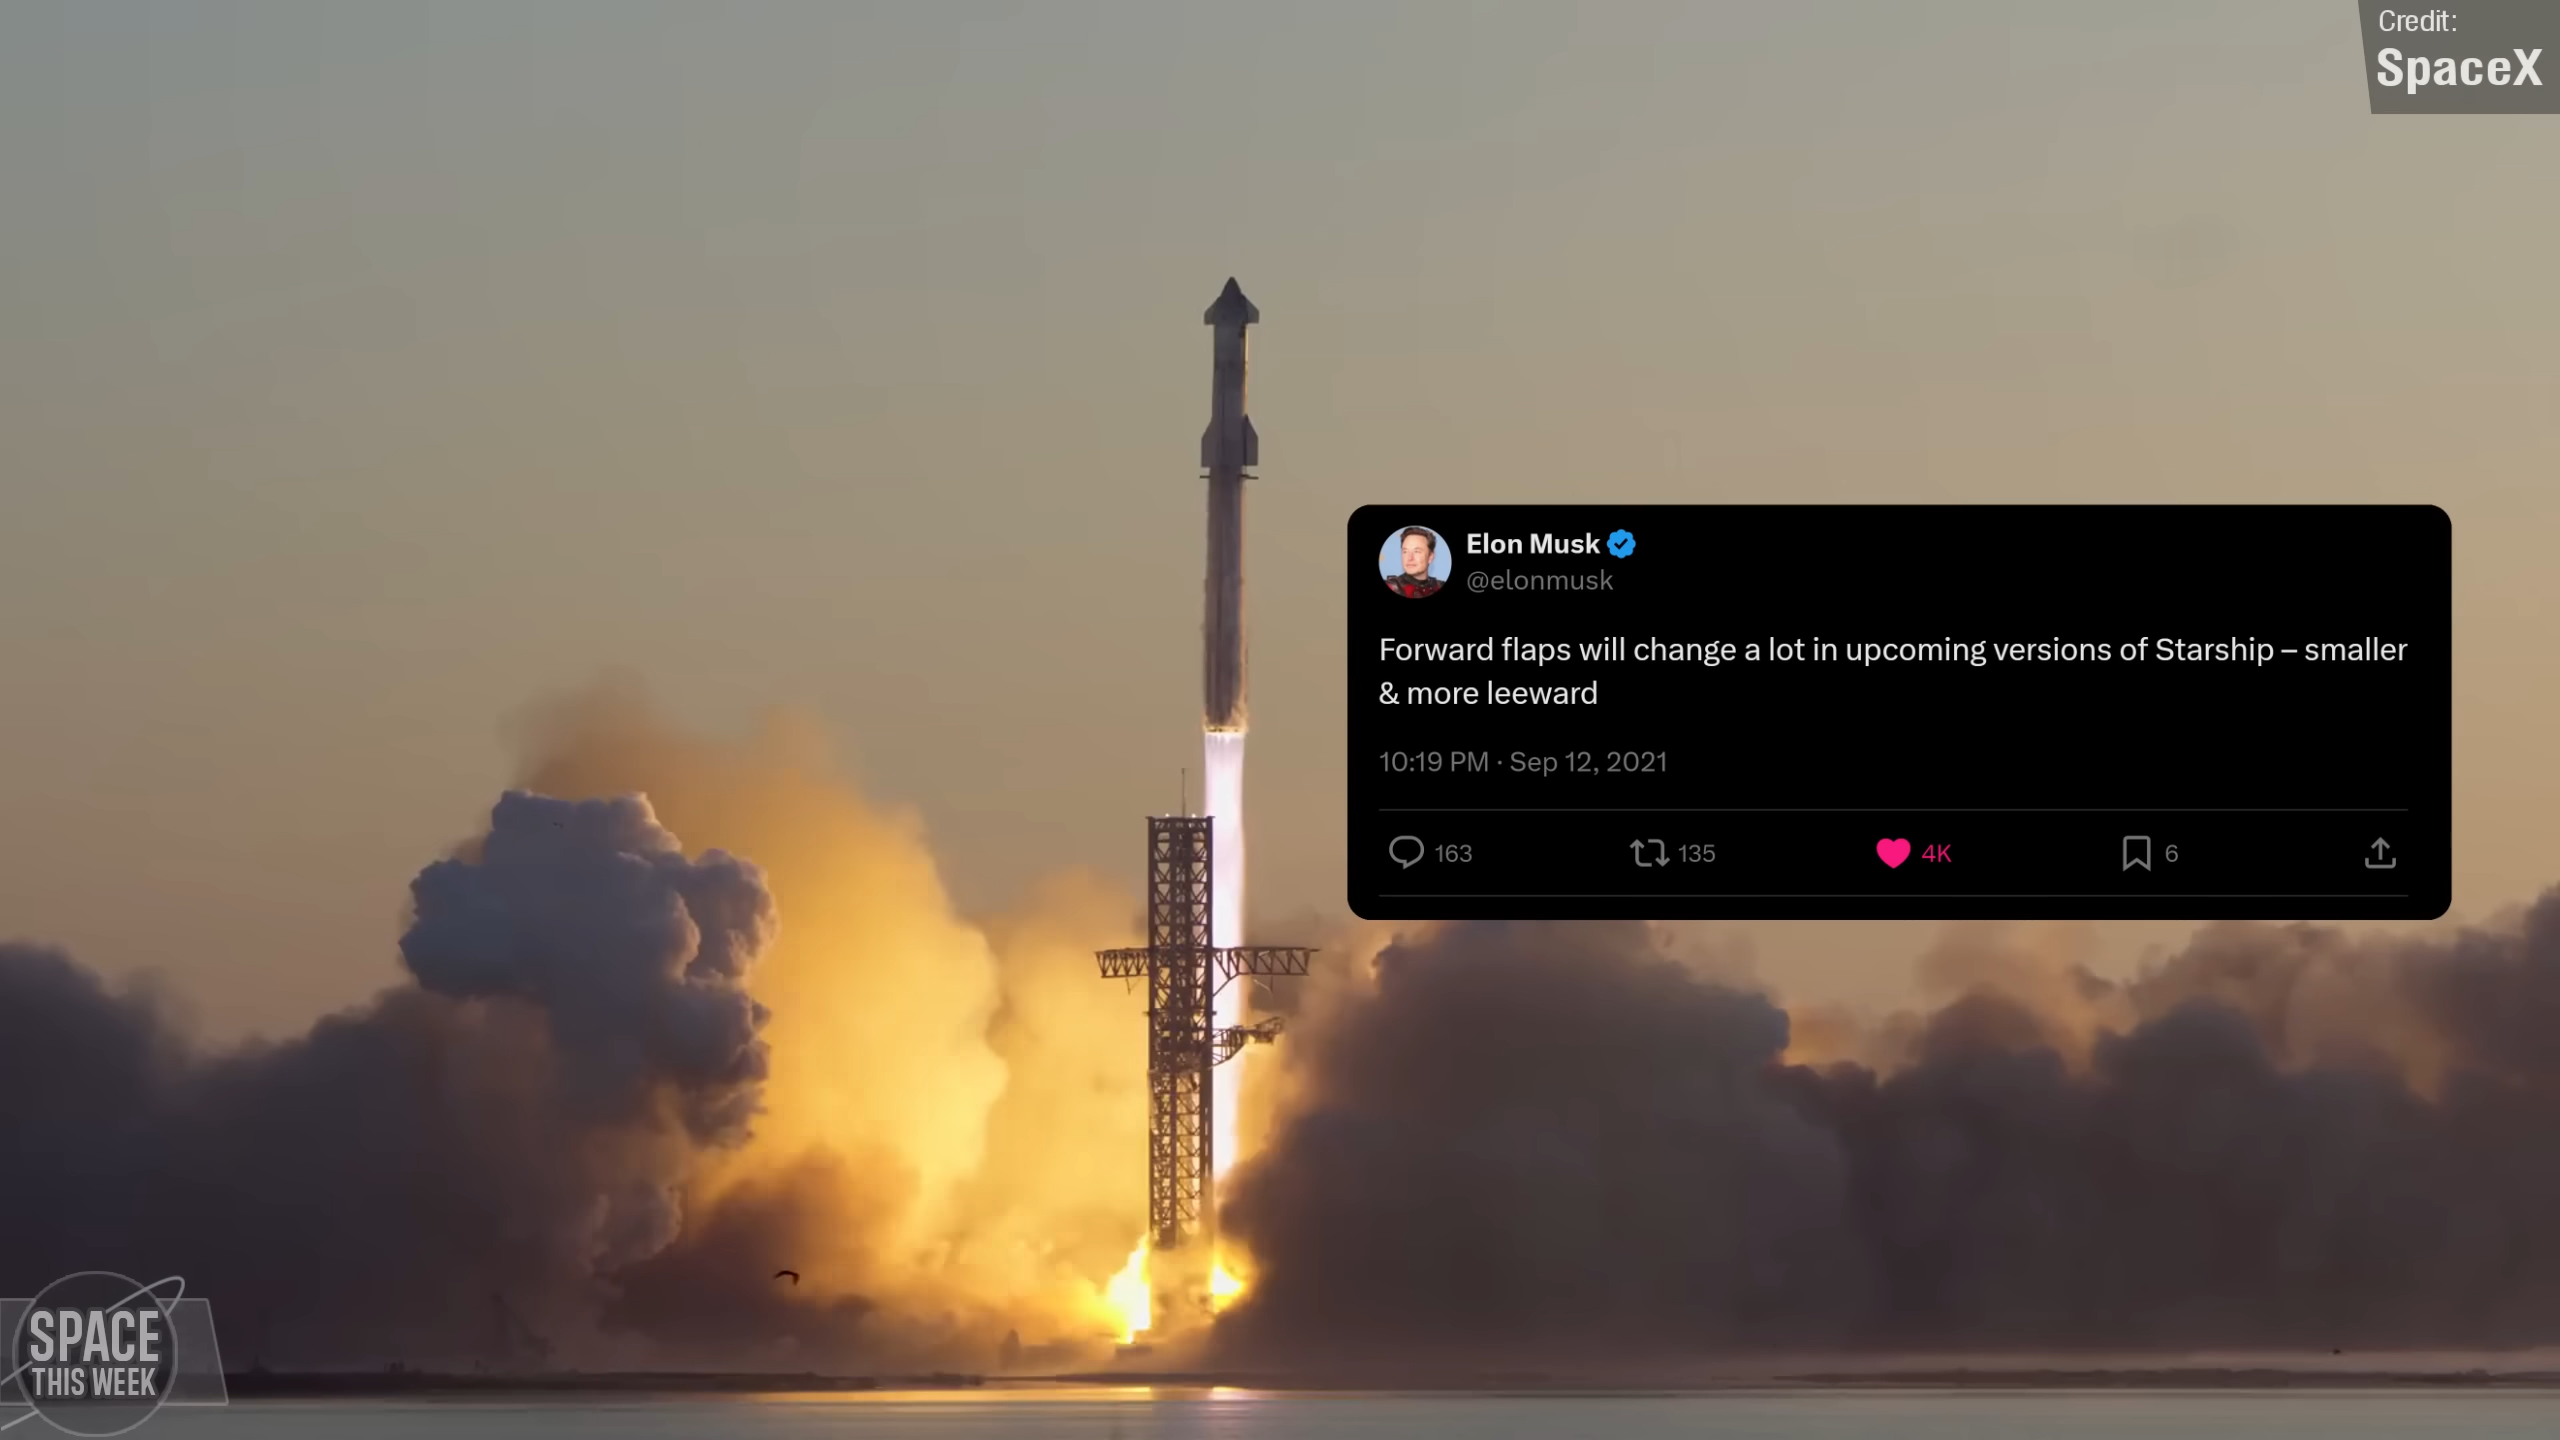 Credit:
SpaceX
Elon Musk
@elonmusk
Forward flaps will change a lot in upcoming versions of Starship – smaller
& more leeward
10:19 PM · Sep 12, 2021
163 135 4K 6
SPACE
THIS WEEK